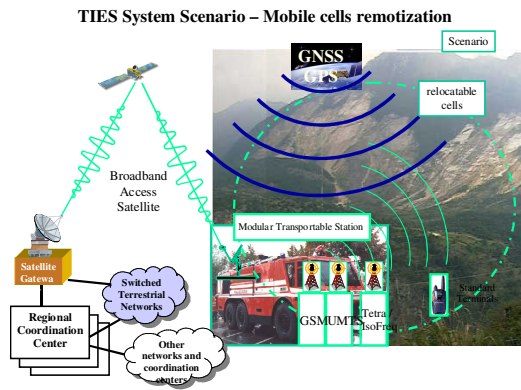 TIES System Scenario – Mobile cells remotization
Scenario
GNSS
GPS
relocatable
cells
Broadband
Access
Satellite
Modular Transportable Station
Satellite
Gatewa
Switched
Terrestrial
Networks
GSM
UMTS
Tetra /
IsoFreq
Standard
Terminals
Regional
Coordination
Center
Other
networks and
coordination
centers